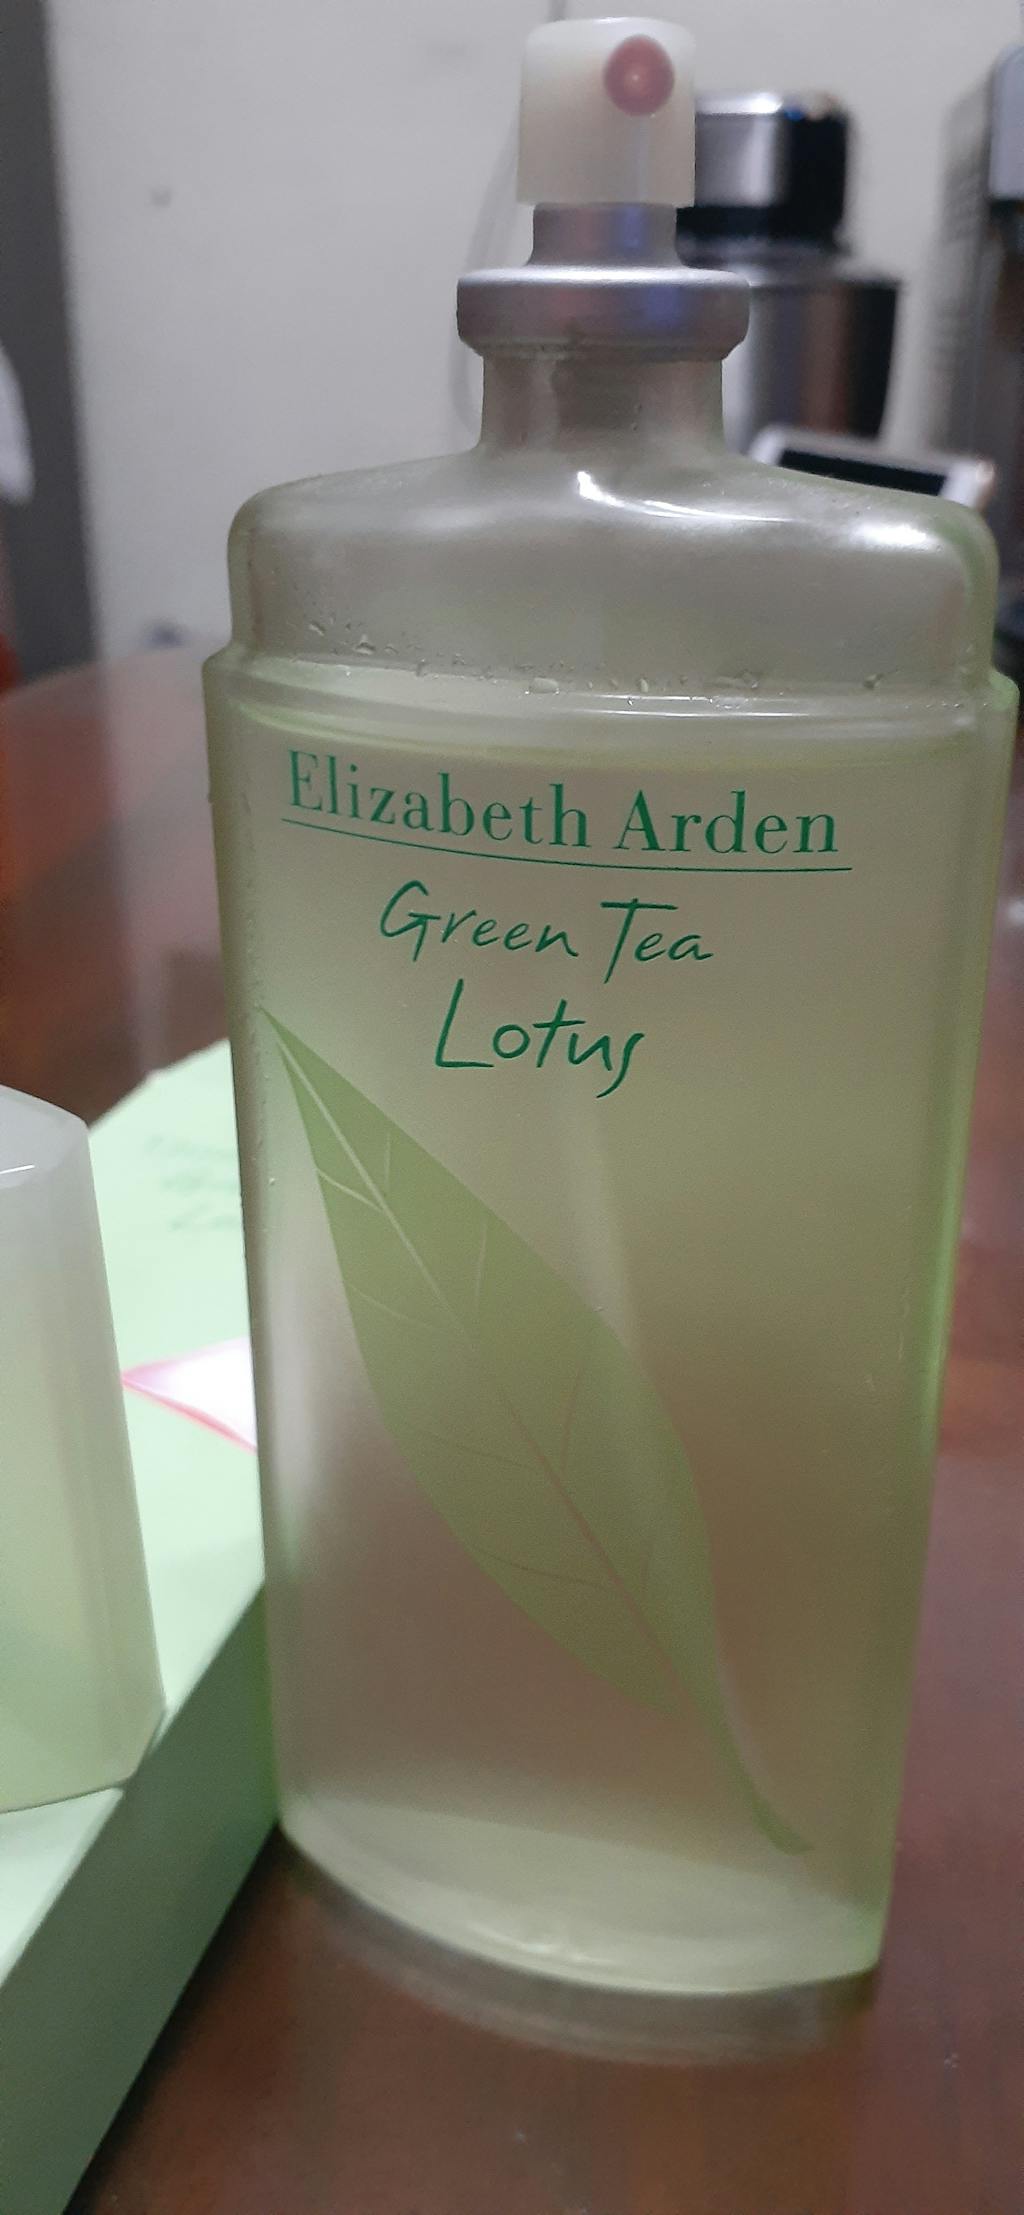 Elizabeth Arden
Green Tea
Lotus